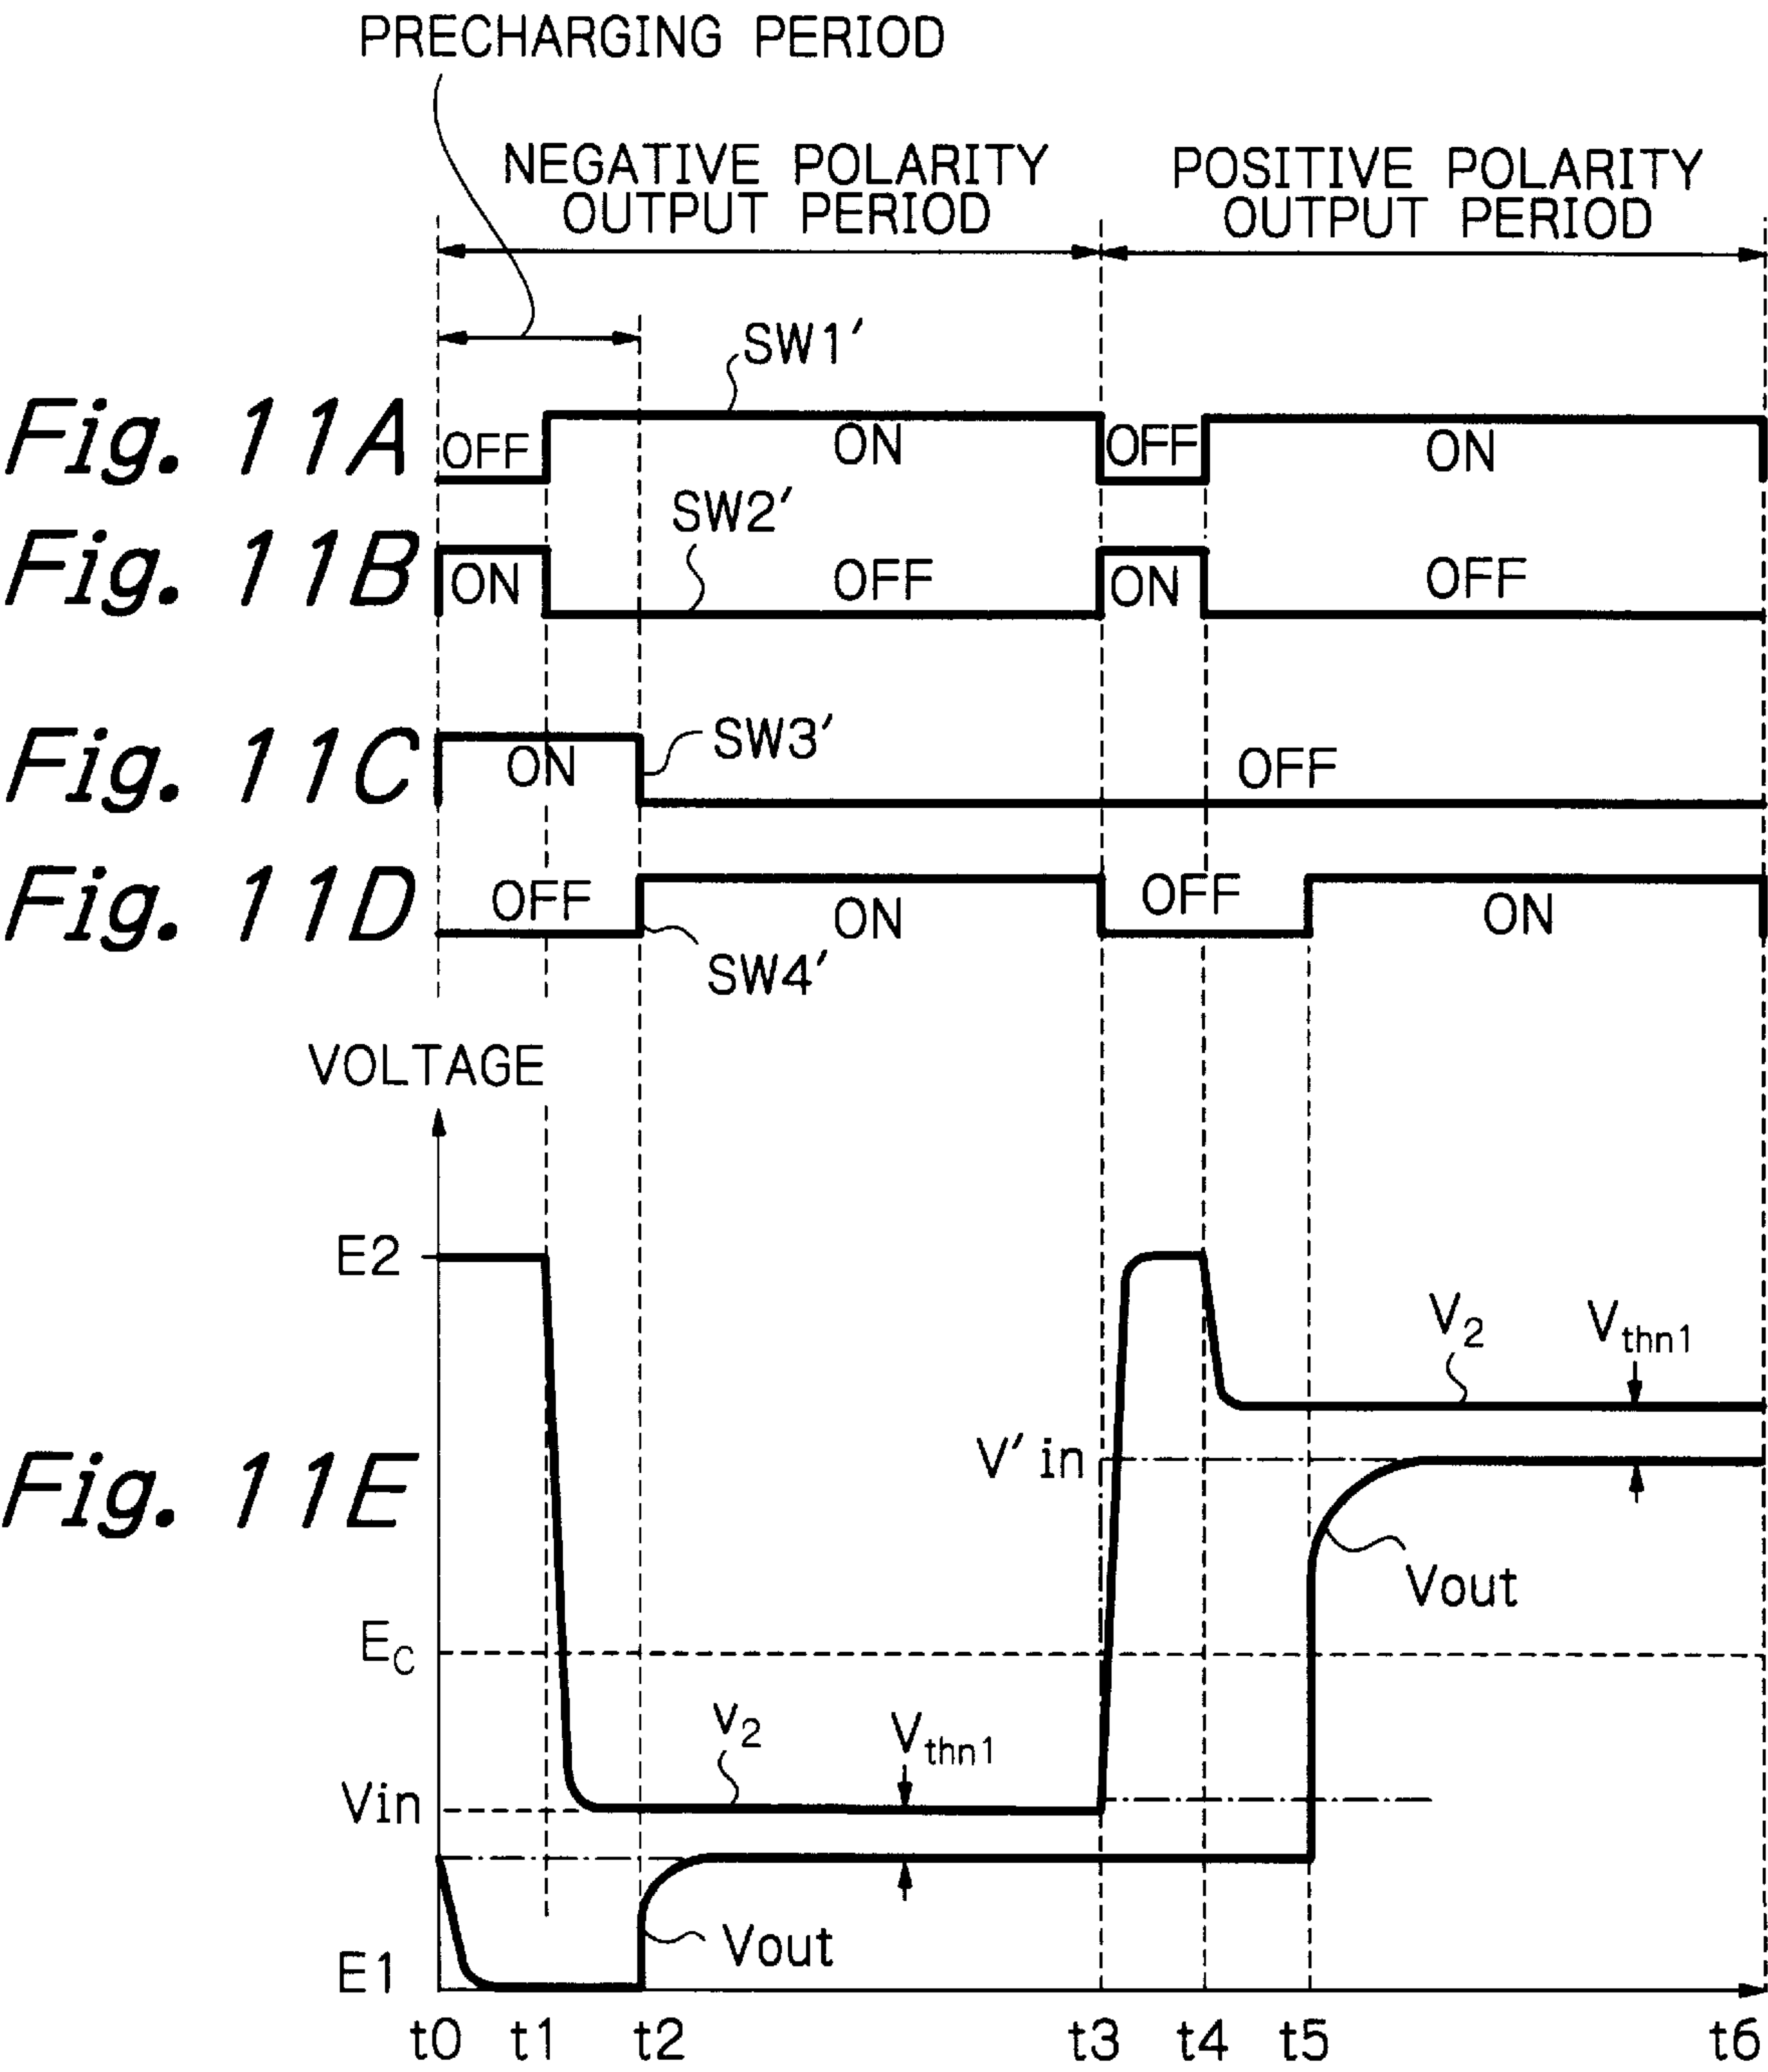 PRECHARGING PERIOD
NEGATIVE POLARITY
OUTPUT PERIOD
POSITIVE POLARITY
OUTPUT PERIOD
SW1'
Fig. 11A
OFF
ON
OFF
ON
SW2'
Fig. 11B
ON
OFF
ON
OFF
Fig. 11C
ON
SW3'
OFF
Fig. 11D
OFF
ON
OFF
ON
SW4'
VOLTAGE
E2
V2
Vthn1
V' in
Fig. 11E
Vout
EC
V2
Vthn1
Vin
Vout
E1
t0 t1 t2 t3 t4 t5 t6